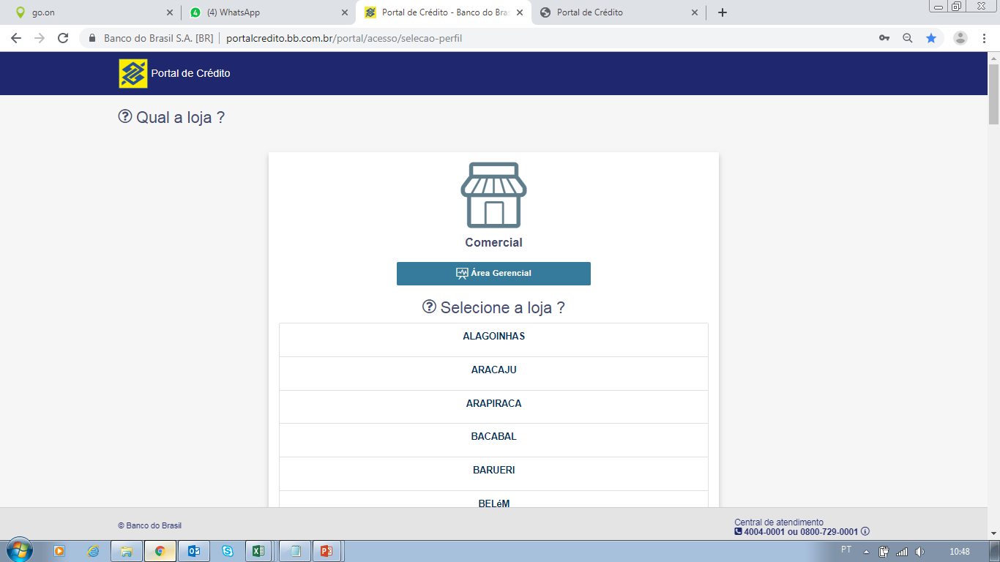 go.on
(4) WhatsApp
Portal de Crédito - Banco do Bras
Portal de Crédito
Banco do Brasil S.A. [BR]
portalcredito.bb.com.br/portal/acesso/selecao-perfil
Portal de Crédito
Qual a loja ?
Comercial
Área Gerencial
Selecione a loja ?
ALAGOINHAS
ARACAJU
ARAPIRACA
BACABAL
BARUERI
BELéM
© Banco do Brasil
Central de atendimento
4004-0001 ou 0800-729-0001
PT
10:48